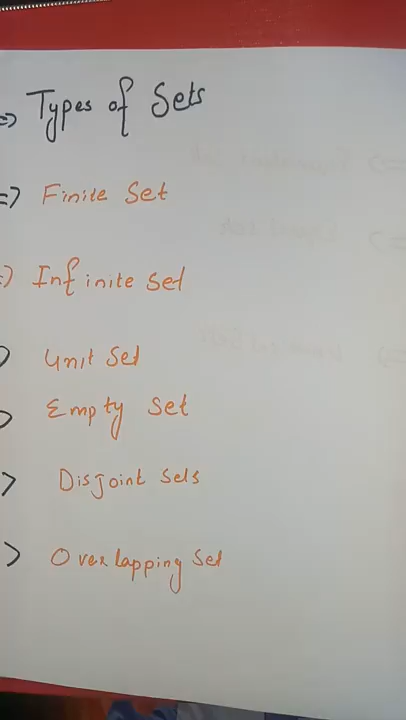 => Types of Sets
=> Finite Set
=> Infinite Set
> Unit Set
> Empty Set
> Disjoint Sets
> Overlapping Set